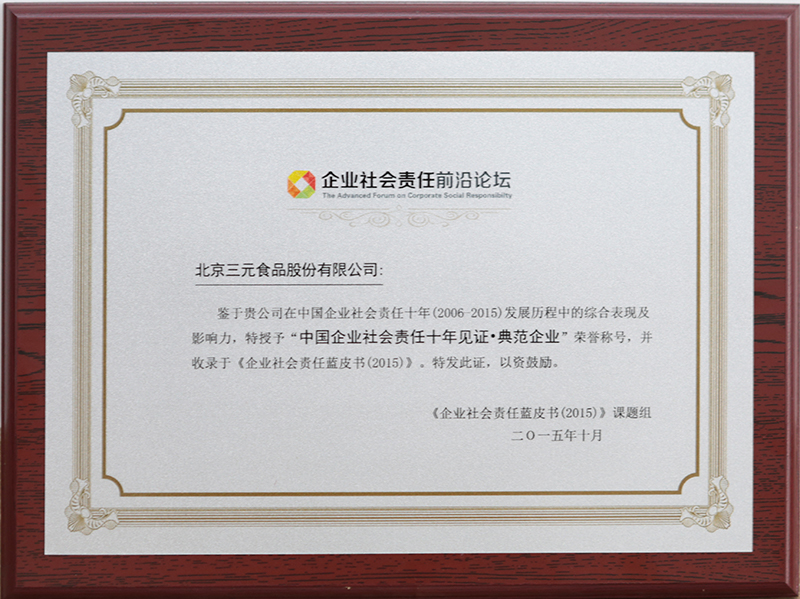 企业社会责任前沿论坛
The Advanced Forum on Corporate Social Responsibilty
北京三元食品股份有限公司:
鉴于贵公司在中国企业社会责任十年(2006-2015)发展历程中的综合表现及
影响力，特授予“中国企业社会责任十年见证•典范企业”荣誉称号，并
收录于《企业社会责任蓝皮书(2015)》。特发此证，以资鼓励。
《企业社会责任蓝皮书(2015)》课题组
二O一五年十月